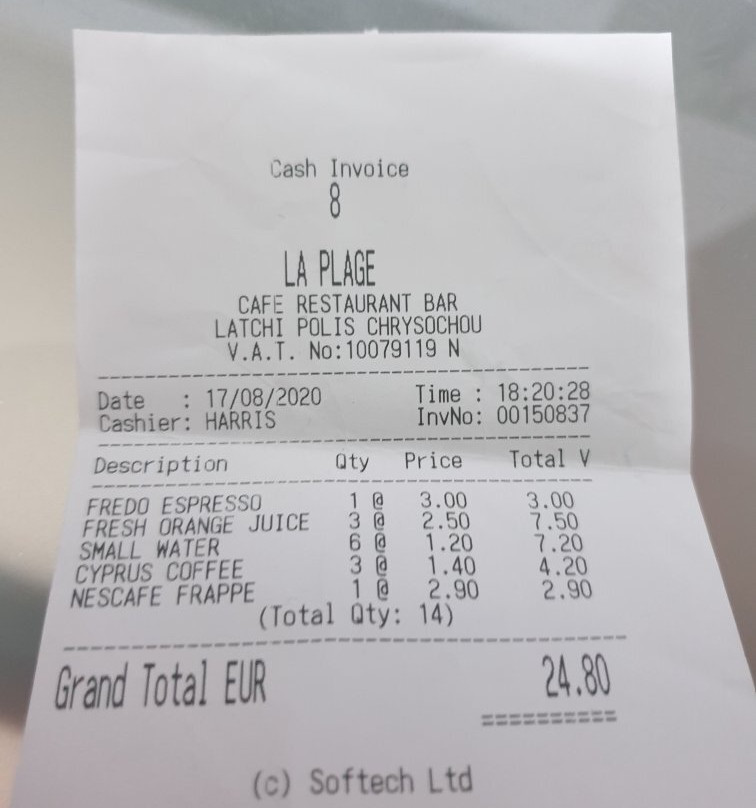 Cash Invoice
8
LA PLAGE
CAFE RESTAURANT BAR
LATCHI POLIS CHRYSOCHOU
V.A.T. No:10079119 N
Date : 17/08/2020 Time : 18:20:28
Cashier: HARRIS InvNo: 00150837
Description Qty Price Total V
FREDO ESPRESSO 1 @ 3.00 3.00
FRESH ORANGE JUICE 3 @ 2.50 7.50
SMALL WATER 6 @ 1.20 7.20
CYPRUS COFFEE 3 @ 1.40 4.20
NESCAFE FRAPPE 1 @ 2.90 2.90
(Total Qty: 14)
Grand Total EUR 24.80
(c) Softech Ltd